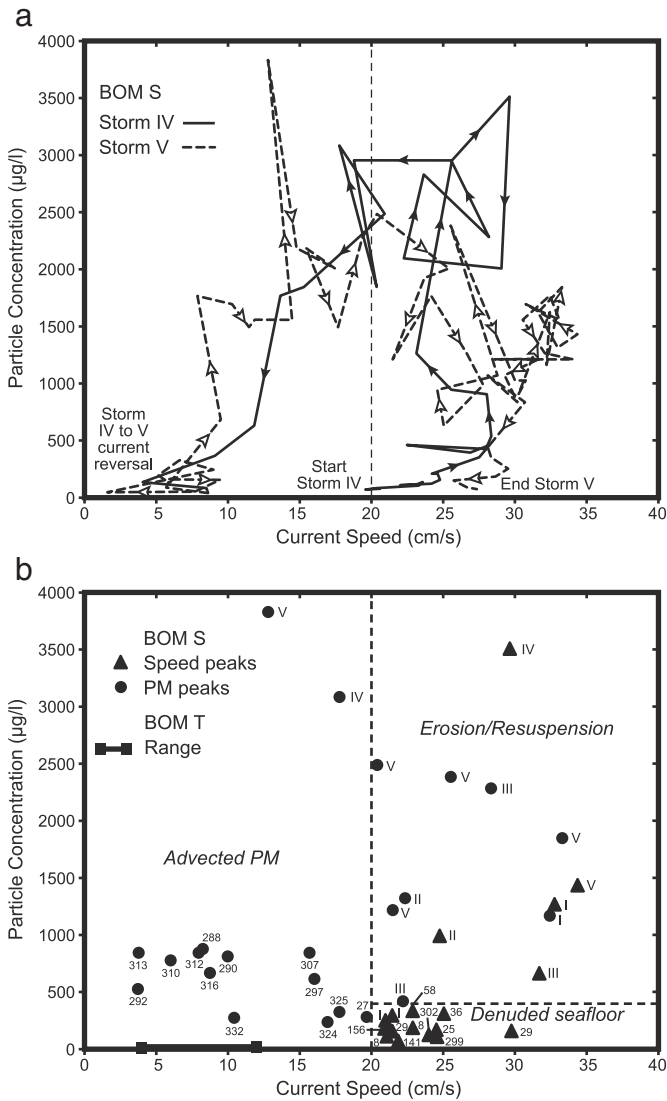 a
4000
3500
3000
2500
2000
1500
1000
500
0
Particle Concentration (µg/l)
BOM S
Storm IV
Storm V
Storm
IV to V
current
reversal
Start
Storm IV
End Storm V
0 5 10 15 20 25 30 35 40
Current Speed (cm/s)
b
4000
3500
3000
2500
2000
1500
1000
500
0
Particle Concentration (µg/l)
BOM S
Speed peaks
PM peaks
BOM T
Range
V
IV
IV
Erosion/Resuspension
V
V
III
V
Advected PM
V
II
I
V
I
II
III
288
313
310
312
290
316
292
307
297
325
27
332
324
III
58
I
I
302
36
Denuded seafloor
156
29
8
25
29
8
141
299
0 5 10 15 20 25 30 35 40
Current Speed (cm/s)